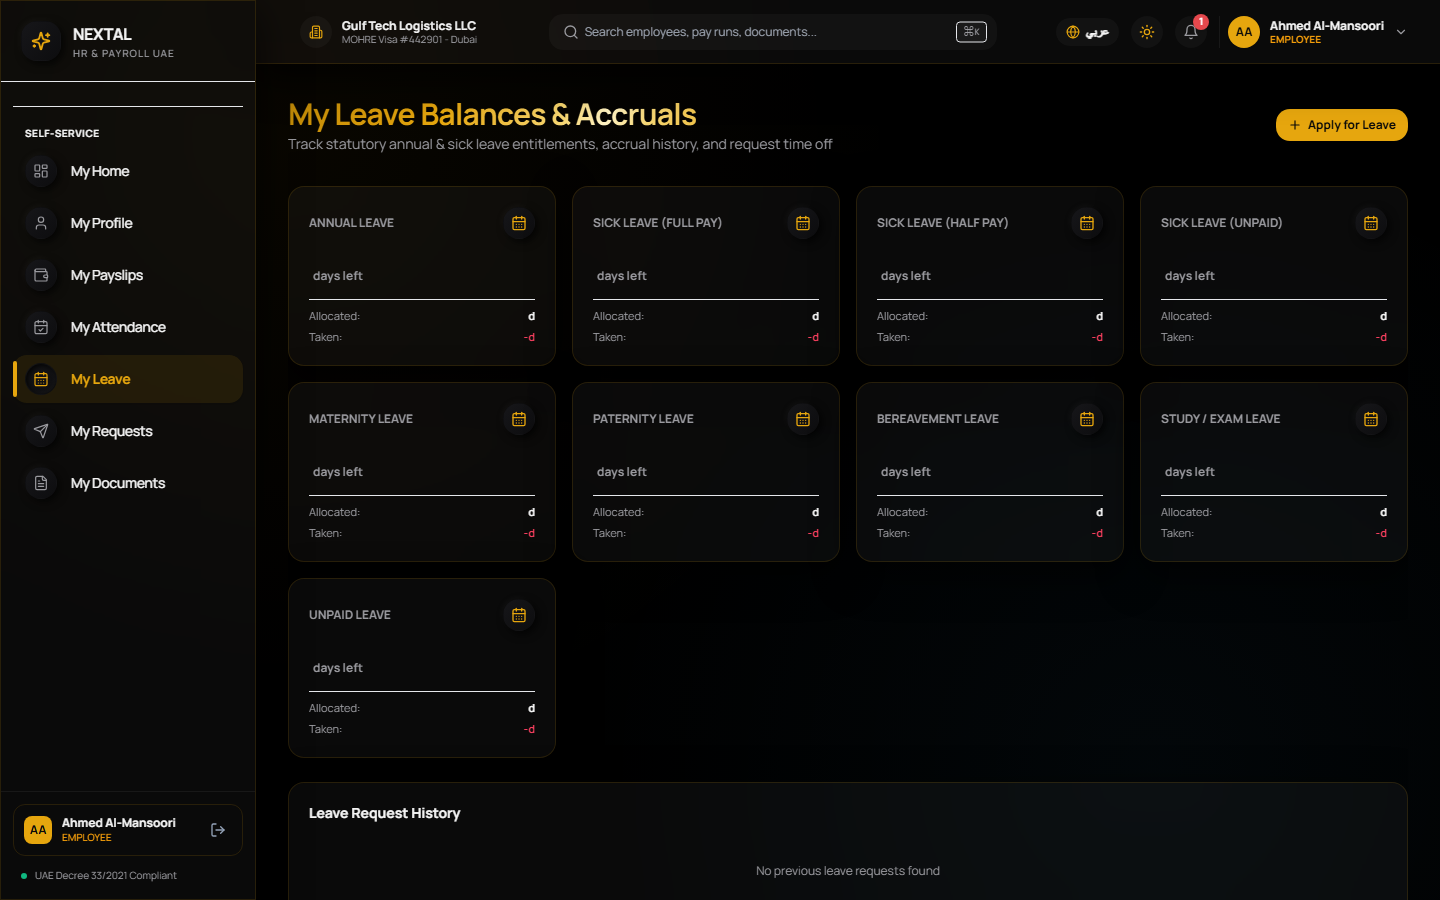 NEXTAL
HR & PAYROLL UAE
Gulf Tech Logistics LLC
MOHRE Visa #442901 - Dubai
Search employees, pay runs, documents...
⌘K
عربي
1
AA
Ahmed Al-Mansoori
EMPLOYEE
SELF-SERVICE
My Home
My Profile
My Payslips
My Attendance
My Leave
My Requests
My Documents
AA
Ahmed Al-Mansoori
EMPLOYEE
UAE Decree 33/2021 Compliant
My Leave Balances & Accruals
Track statutory annual & sick leave entitlements, accrual history, and request time off
+ Apply for Leave
ANNUAL LEAVE
days left
Allocated: d
Taken: -d
SICK LEAVE (FULL PAY)
days left
Allocated: d
Taken: -d
SICK LEAVE (HALF PAY)
days left
Allocated: d
Taken: -d
SICK LEAVE (UNPAID)
days left
Allocated: d
Taken: -d
MATERNITY LEAVE
days left
Allocated: d
Taken: -d
PATERNITY LEAVE
days left
Allocated: d
Taken: -d
BEREAVEMENT LEAVE
days left
Allocated: d
Taken: -d
STUDY / EXAM LEAVE
days left
Allocated: d
Taken: -d
UNPAID LEAVE
days left
Allocated: d
Taken: -d
Leave Request History
No previous leave requests found